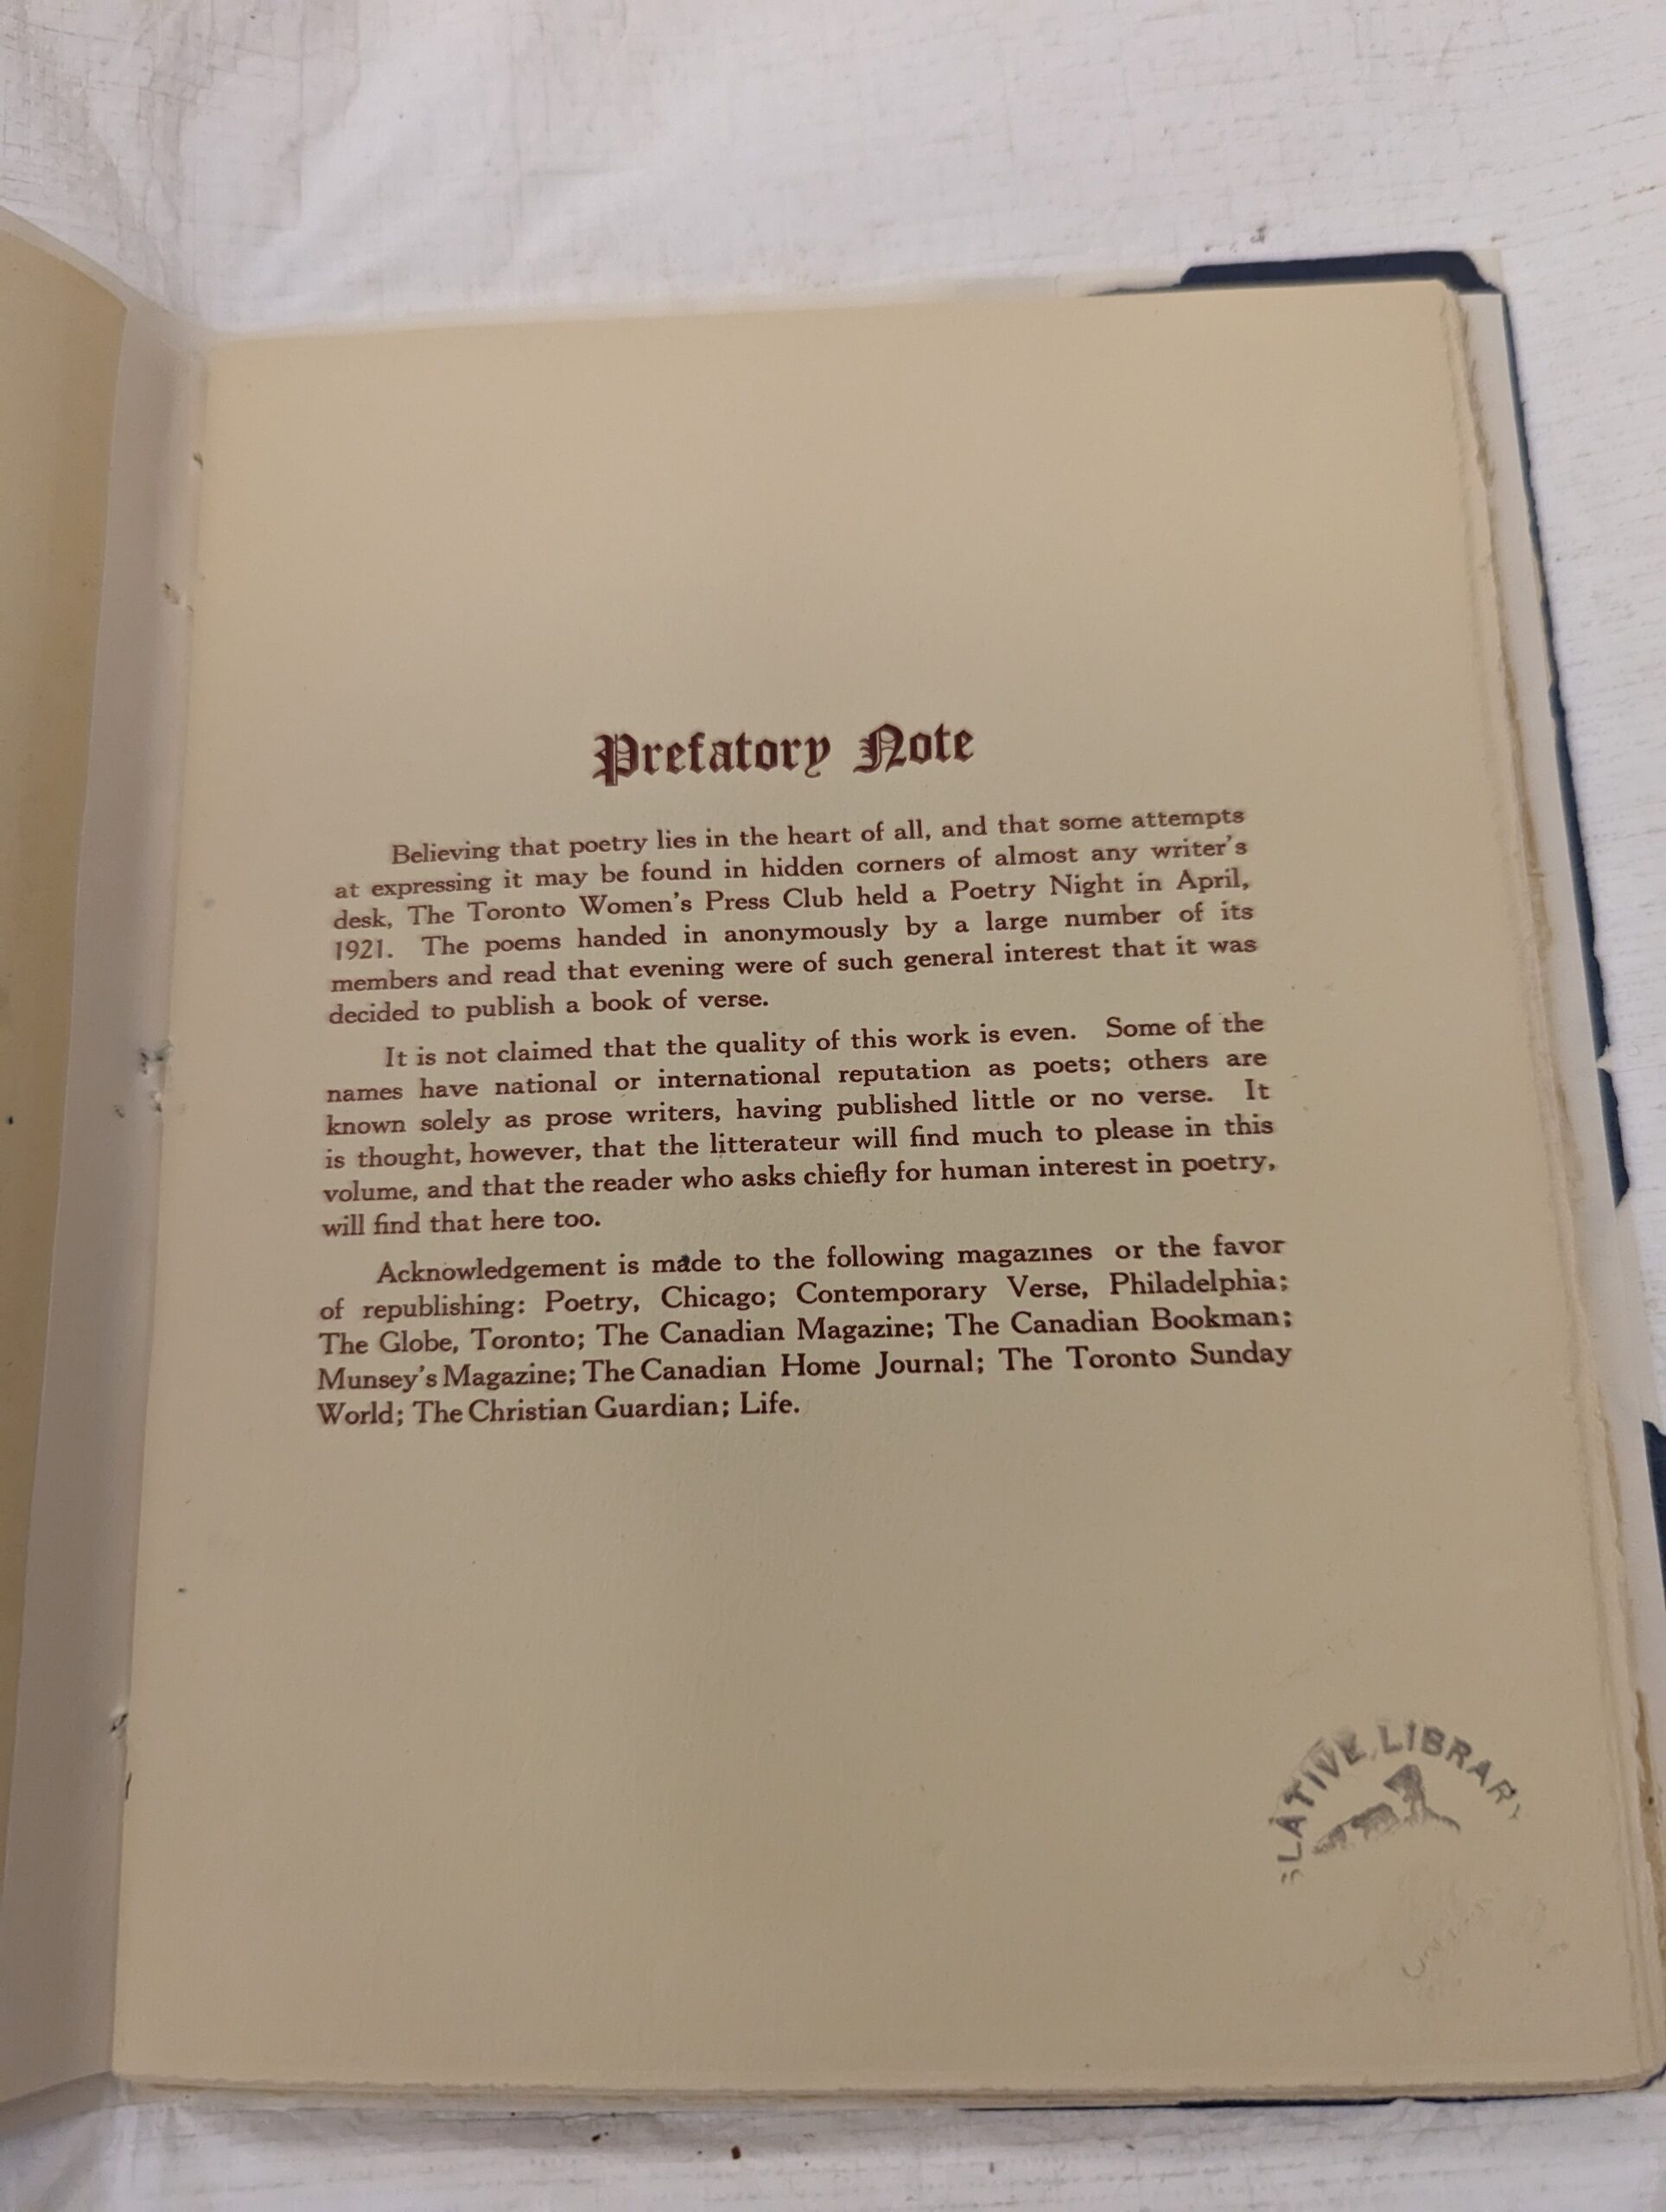 Prefatory Note
Believing that poetry lies in the heart of all, and that some attempts
at expressing it may be found in hidden corners of almost any writer's
desk, The Toronto Women's Press Club held a Poetry Night in April,
1921. The poems handed in anonymously by a large number of its
members and read that evening were of such general interest that it was
decided to publish a book of verse.
It is not claimed that the quality of this work is even. Some of the
names have national or international reputation as poets; others are
known solely as prose writers, having published little or no verse. It
is thought, however, that the litterateur will find much to please in this
volume, and that the reader who asks chiefly for human interest in poetry,
will find that here too.
Acknowledgement is made to the following magazines or the favor
of republishing: Poetry, Chicago; Contemporary Verse, Philadelphia;
The Globe, Toronto; The Canadian Magazine; The Canadian Bookman;
Munsey's Magazine; The Canadian Home Journal; The Toronto Sunday
World; The Christian Guardian; Life.
SLATIVE LIBRARY